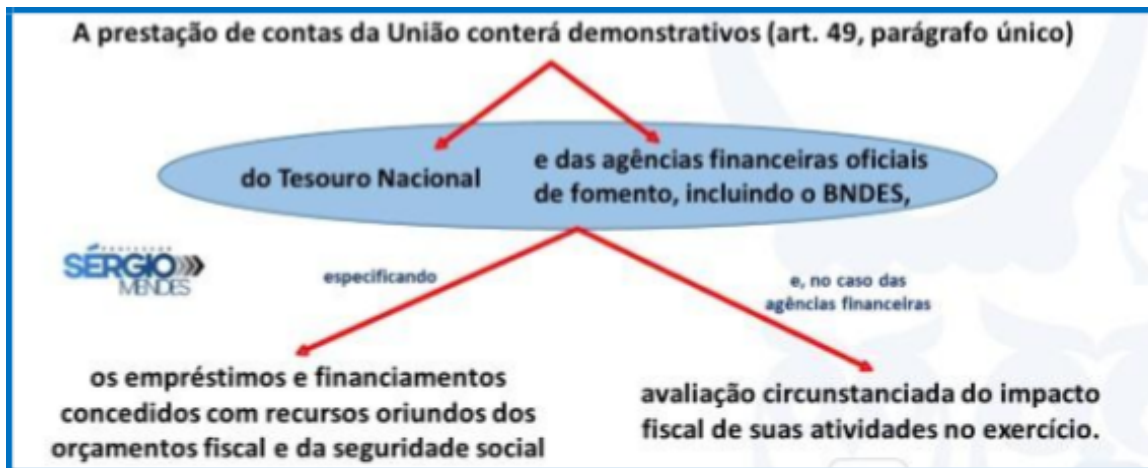 A prestação de contas da União conterá demonstrativos (art. 49, parágrafo único)
do Tesouro Nacional
e das agências financeiras oficiais
de fomento, incluindo o BNDES,
PROFESSOR
SÉRGIO
MENDES
especificando
e, no caso das
agências financeiras
os empréstimos e financiamentos
concedidos com recursos oriundos dos
orçamentos fiscal e da seguridade social
avaliação circunstanciada do impacto
fiscal de suas atividades no exercício.